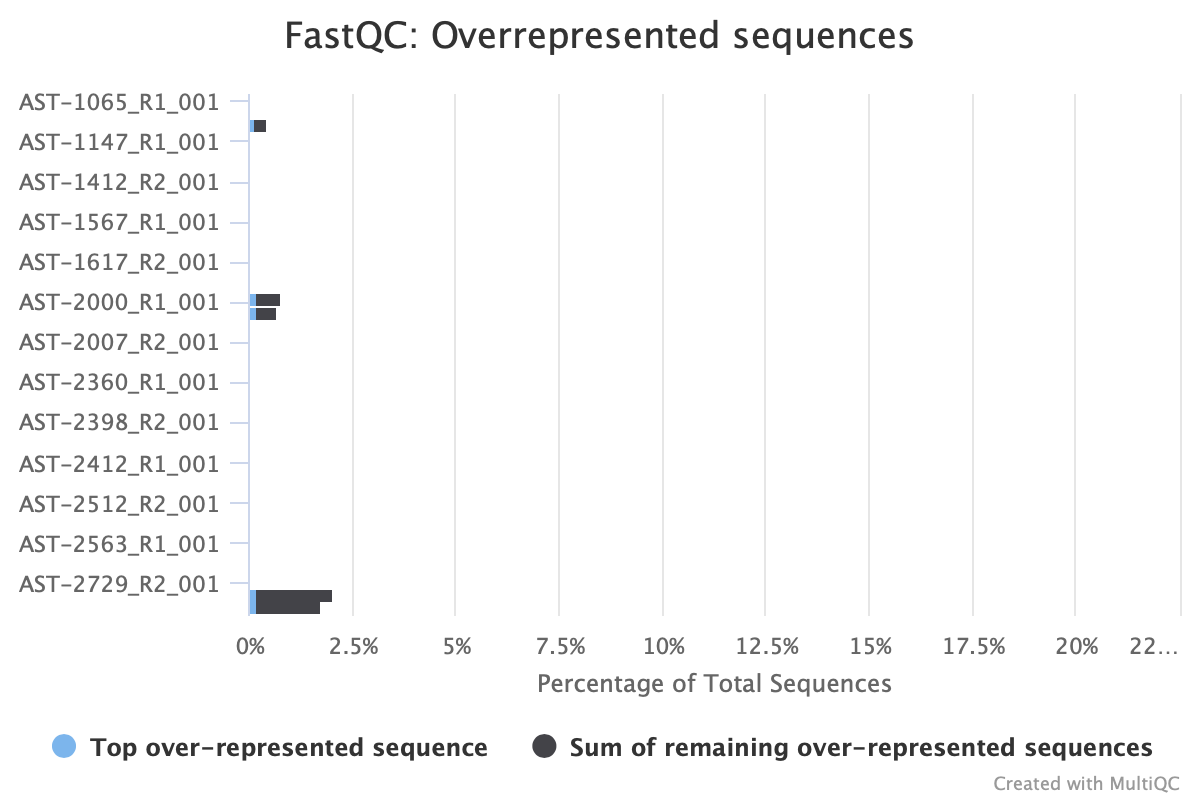 FastQC: Overrepresented sequences
AST-1065_R1_001
AST-1147_R1_001
AST-1412_R2_001
AST-1567_R1_001
AST-1617_R2_001
AST-2000_R1_001
AST-2007_R2_001
AST-2360_R1_001
AST-2398_R2_001
AST-2412_R1_001
AST-2512_R2_001
AST-2563_R1_001
AST-2729_R2_001
0% 2.5% 5% 7.5% 10% 12.5% 15% 17.5% 20% 22…
Percentage of Total Sequences
Top over-represented sequence Sum of remaining over-represented sequences
Created with MultiQC